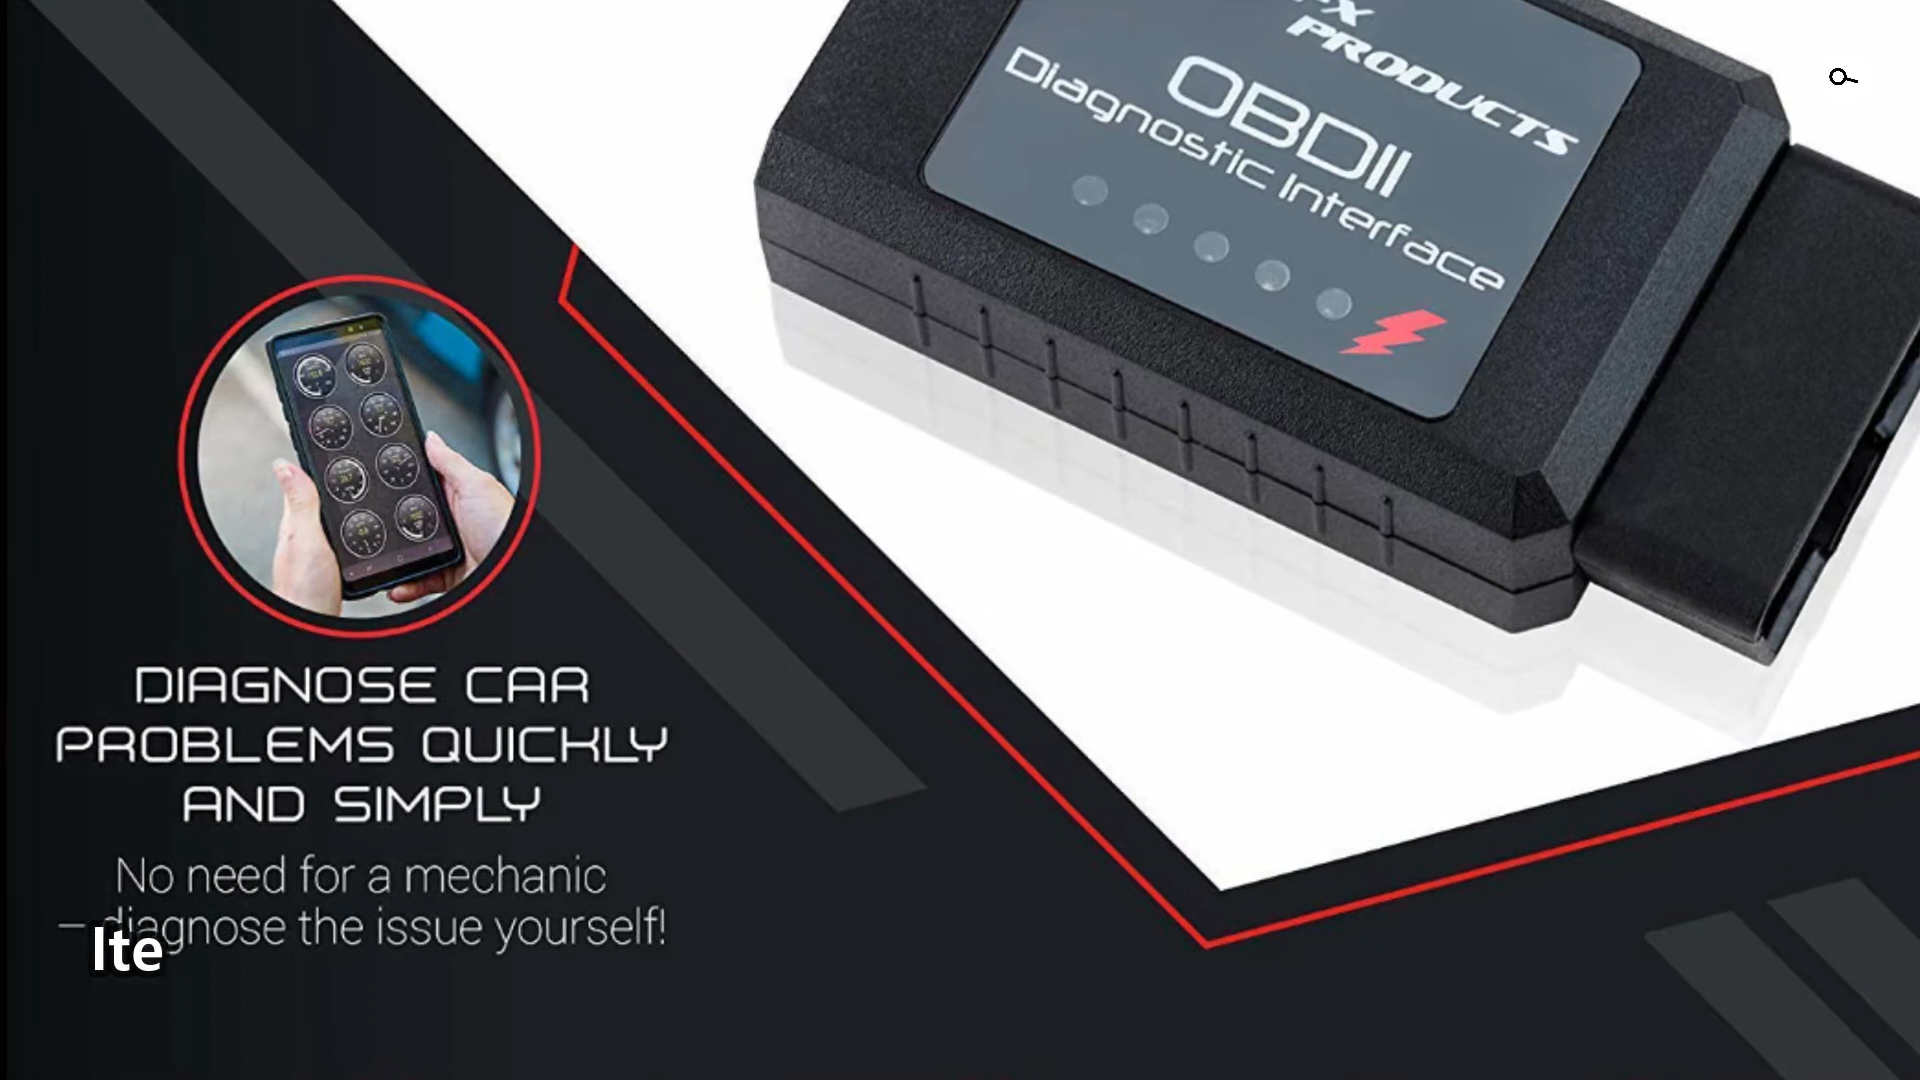 PRODUCTS
OBDII
Diagnostic Interface
DIAGNOSE CAR
PROBLEMS QUICKLY
AND SIMPLY
No need for a mechanic
– diagnose the issue yourself!
Ite